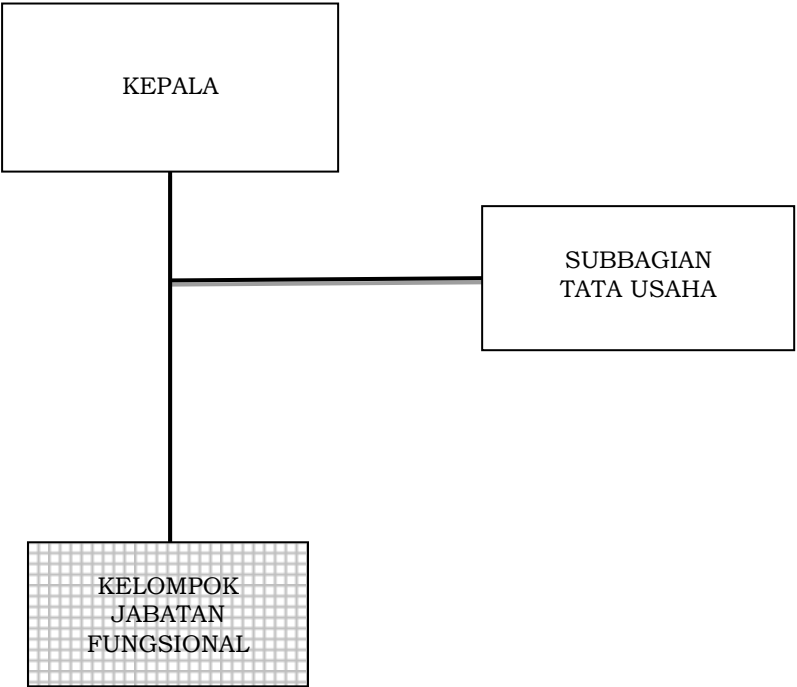 KEPALA
SUBBAGIAN
TATA USAHA
KELOMPOK
JABATAN
FUNGSIONAL